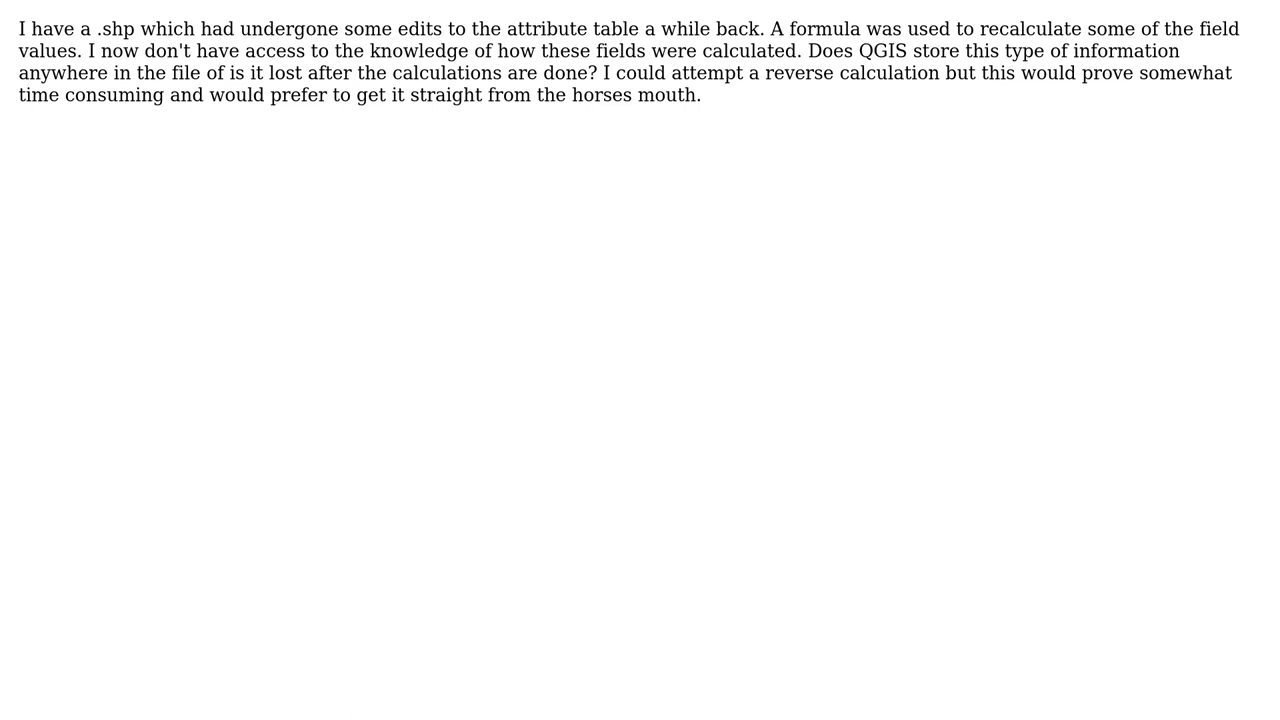 I have a .shp which had undergone some edits to the attribute table a while back. A formula was used to recalculate some of the field
values. I now don't have access to the knowledge of how these fields were calculated. Does QGIS store this type of information
anywhere in the file of is it lost after the calculations are done? I could attempt a reverse calculation but this would prove somewhat
time consuming and would prefer to get it straight from the horses mouth.